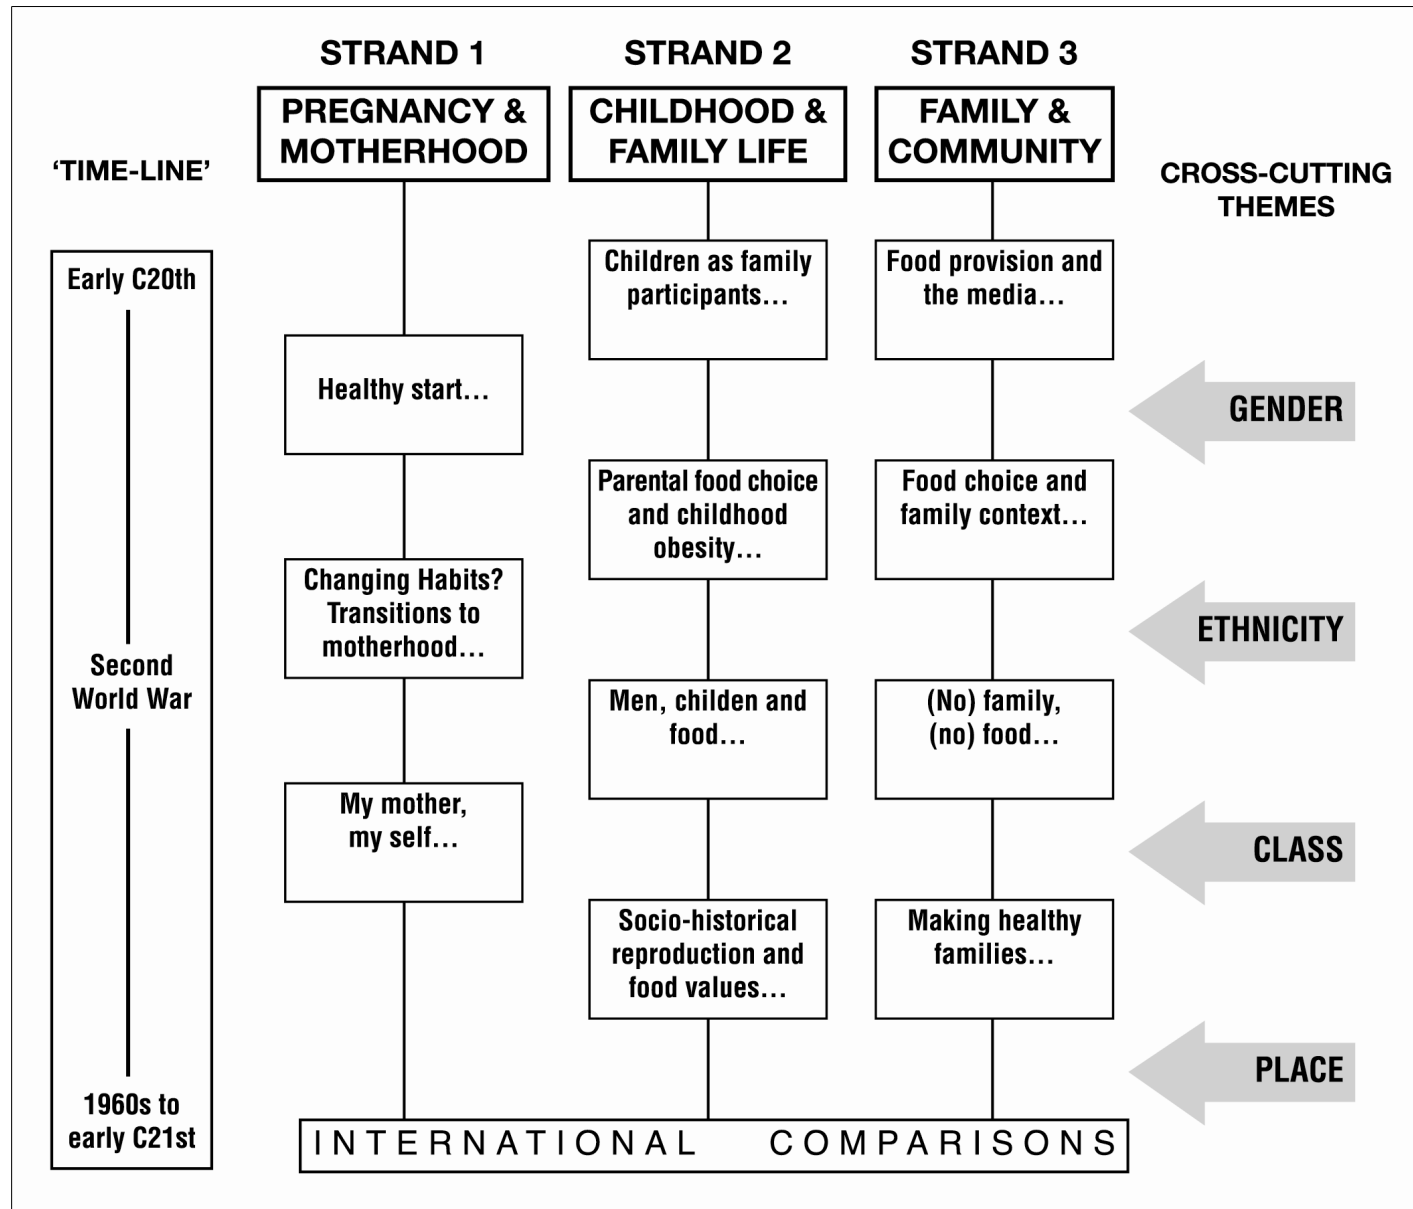 STRAND 1
PREGNANCY &
MOTHERHOOD
STRAND 2
CHILDHOOD &
FAMILY LIFE
STRAND 3
FAMILY &
COMMUNITY
‘TIME-LINE’
CROSS-CUTTING
THEMES
Early C20th
Second
World War
1960s to
early C21st
Healthy start…
Changing Habits?
Transitions to
motherhood…
My mother,
my self…
Children as family
participants…
Parental food choice
and childhood
obesity…
Men, childen and
food…
Socio-historical
reproduction and
food values…
Food provision and
the media…
Food choice and
family context…
(No) family,
(no) food…
Making healthy
families…
GENDER
ETHNICITY
CLASS
PLACE
INTERNATIONAL COMPARISONS